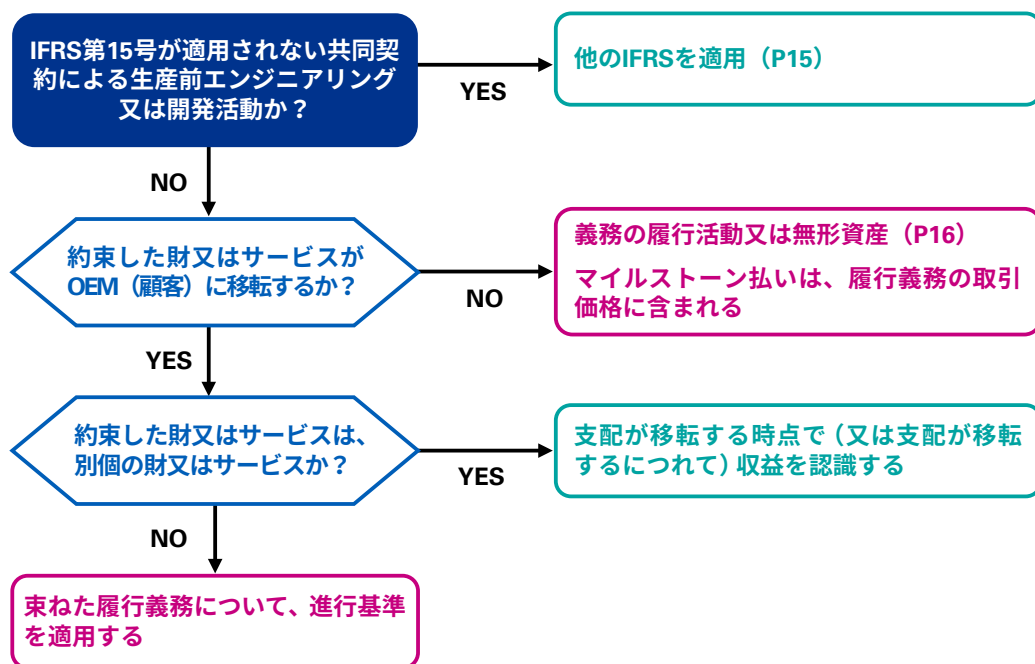 IFRS第15号が適用されない共同契
約による生産前エンジニアリング
又は開発活動か？
YES
他のIFRSを適用（P15）
NO
約束した財又はサービスが
OEM（顧客）に移転するか？
NO
義務の履行活動又は無形資産（P16）
マイルストーン払いは、履行義務の取引
価格に含まれる
YES
約束した財又はサービスは、
別個の財又はサービスか？
YES
支配が移転する時点で（又は支配が移転
するにつれて）収益を認識する
NO
束ねた履行義務について、進行基準
を適用する